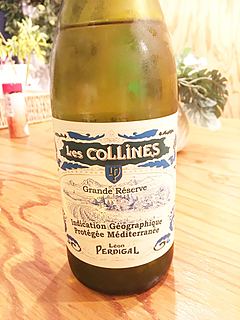 Les COLLiNES
LP
Grande Réserve
Indication Géographique
Protégée Méditerranée
Léon
PERDIGAL